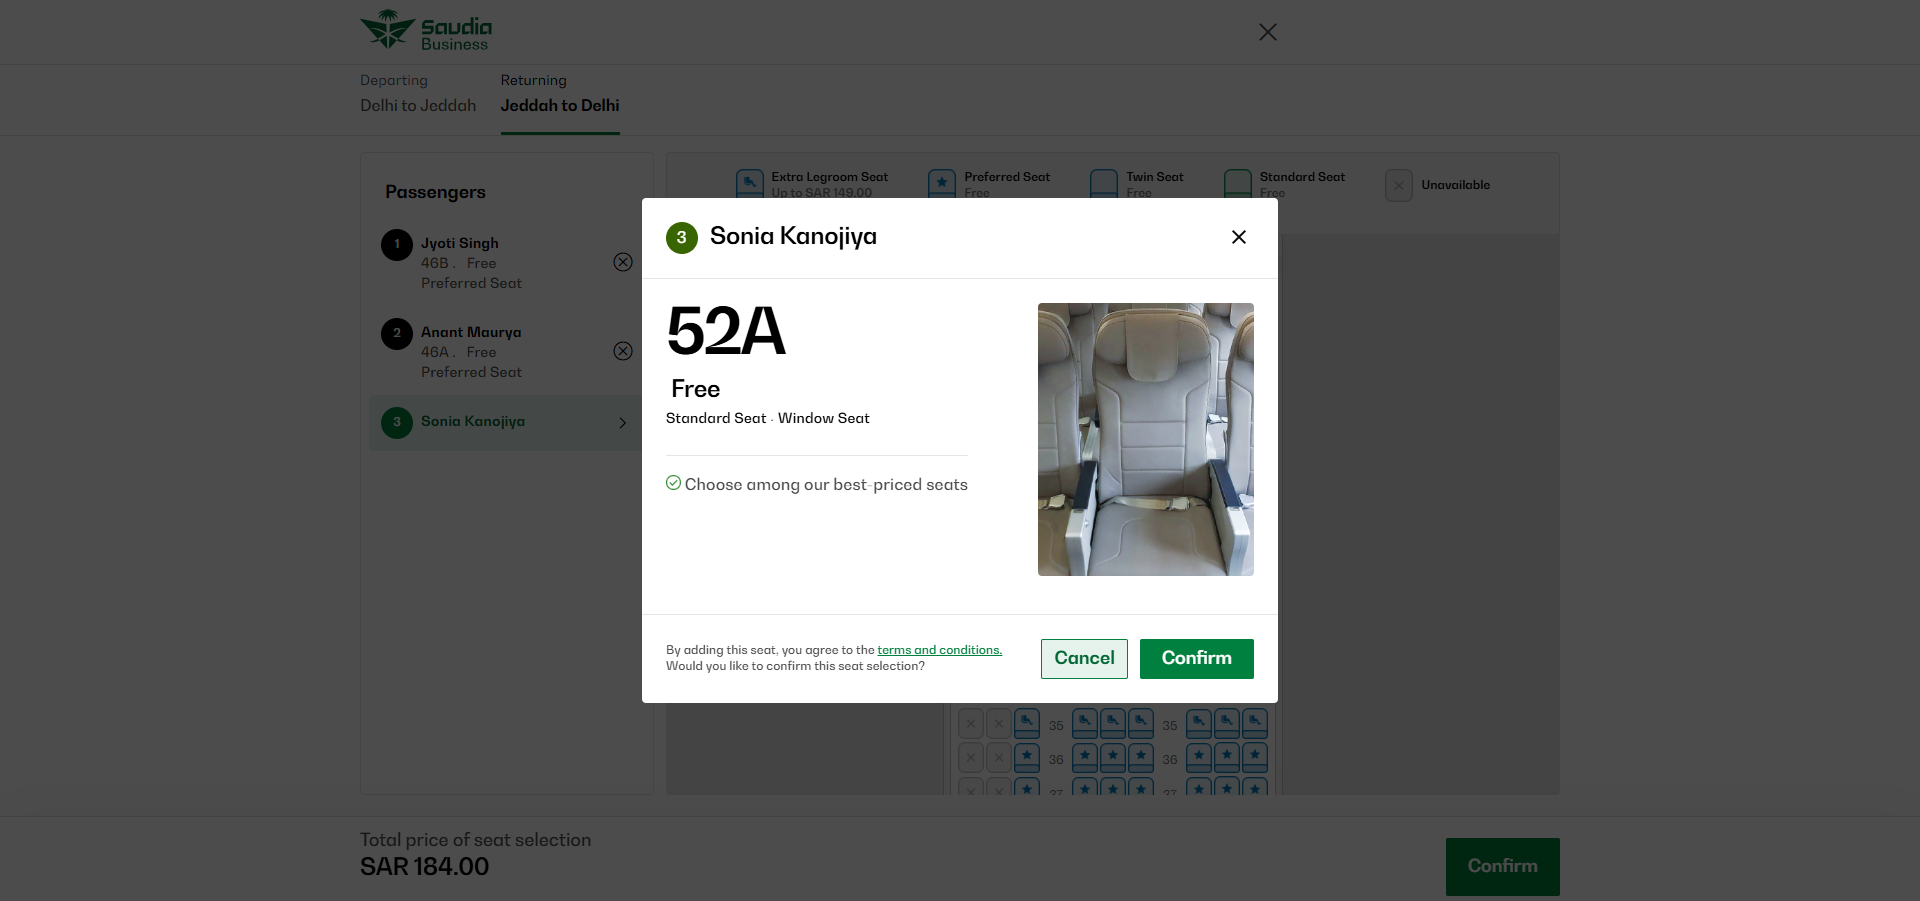 Saudia
Business
Departing
Delhi to Jeddah
Returning
Jeddah to Delhi
Passengers
1
Jyoti Singh
46B . Free
Preferred Seat
2
Anant Maurya
46A . Free
Preferred Seat
3
Sonia Kanojiya
Extra Legroom Seat
Up to SAR 149.00
Preferred Seat
Free
Twin Seat
Free
Standard Seat
Free
Unavailable
3 Sonia Kanojiya
52A
Free
Standard Seat · Window Seat
Choose among our best-priced seats
By adding this seat, you agree to the terms and conditions.
Would you like to confirm this seat selection?
Cancel
Confirm
35 35
36 36
37 37
Total price of seat selection
SAR 184.00
Confirm